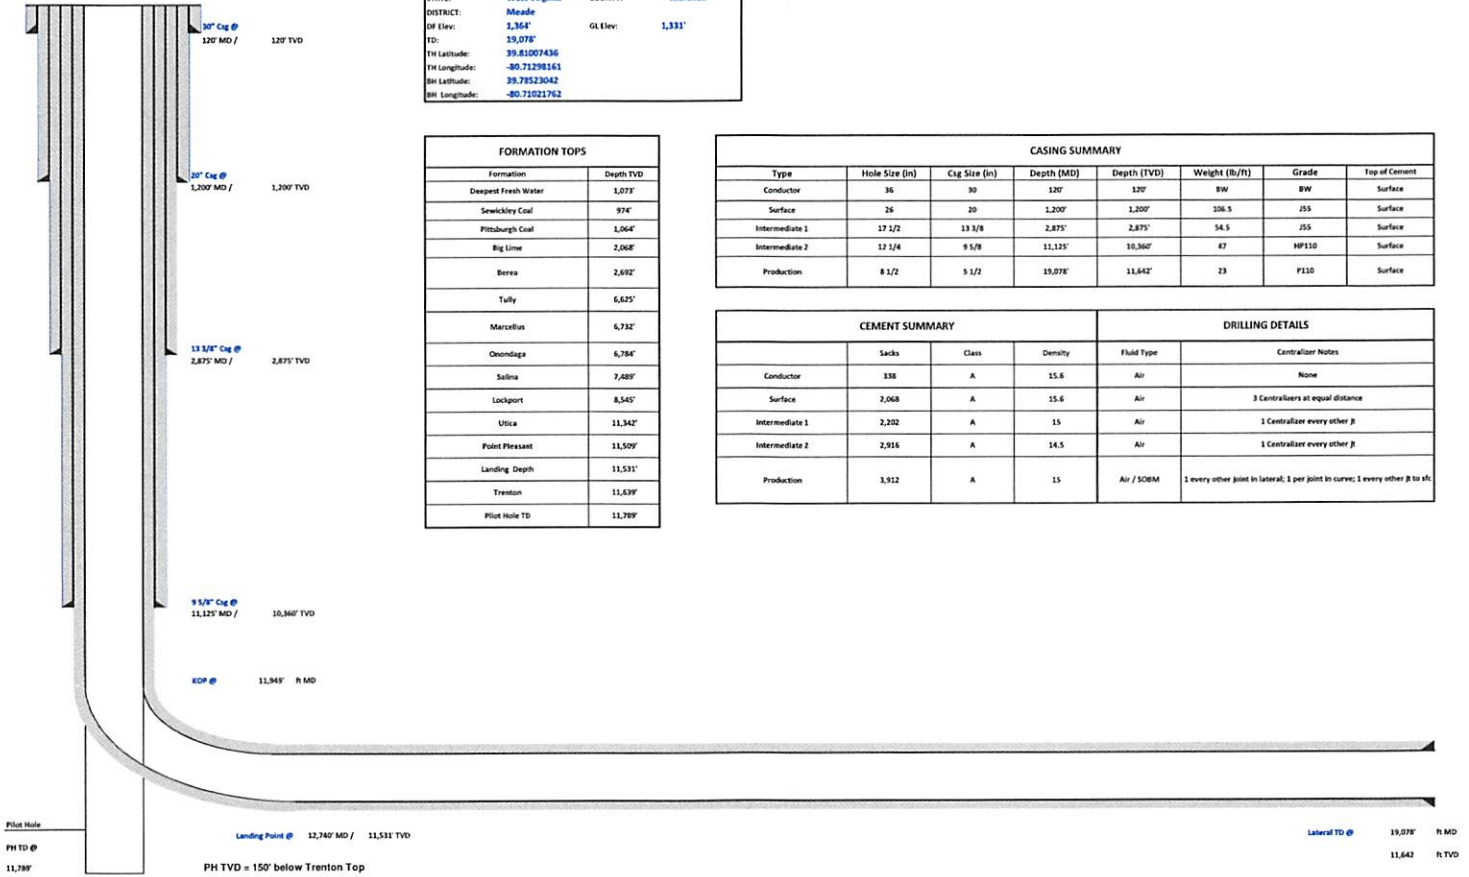 DISTRICT: Meade
DF Elev: 1,364' GL Elev: 1,331'
TD: 19,078'
TH Latitude: 39.81007436
TH Longitude: -80.71298161
BH Latitude: 39.78523042
BH Longitude: -80.71021762
30" Csg @
120' MD / 120' TVD
20" Csg @
1,200' MD / 1,200' TVD
13 3/8" Csg @
2,875' MD / 2,875' TVD
9 5/8" Csg @
11,125' MD / 10,360' TVD
KOP @ 11,949' ft MD
FORMATION TOPS
Formation Depth TVD
Deepest Fresh Water 1,073'
Sewickley Coal 974'
Pittsburgh Coal 1,064'
Big Lime 2,068'
Berea 2,692'
Tully 6,625'
Marcellus 6,732'
Onondaga 6,784'
Salina 7,489'
Lockport 8,545'
Utica 11,342'
Point Pleasant 11,509'
Landing Depth 11,531'
Trenton 11,639'
Pilot Hole TD 11,789'
CASING SUMMARY
Type Hole Size (in) Csg Size (in) Depth (MD) Depth (TVD) Weight (lb/ft) Grade Top of Cement
Conductor 36 30 120' 120' BW BW Surface
Surface 26 20 1,200' 1,200' 106.5 J55 Surface
Intermediate 1 17 1/2 13 3/8 2,875' 2,875' 54.5 J55 Surface
Intermediate 2 12 1/4 9 5/8 11,125' 10,360' 47 HP110 Surface
Production 8 1/2 5 1/2 19,078' 11,642' 23 P110 Surface
CEMENT SUMMARY DRILLING DETAILS
Sacks Class Density Fluid Type Centralizer Notes
Conductor 338 A 15.6 Air None
Surface 2,068 A 15.6 Air 3 Centralizers at equal distance
Intermediate 1 2,202 A 15 Air 1 Centralizer every other jt
Intermediate 2 2,916 A 14.5 Air 1 Centralizer every other jt
Production 3,912 A 15 Air / SOBM 1 every other joint in lateral; 1 per joint in curve; 1 every other jt to sfc
Pilot Hole
PH TD @
11,789'
Landing Point @ 12,740' MD / 11,531' TVD
PH TVD = 150' below Trenton Top
Lateral TD @ 19,078' ft MD
11,642 ft TVD